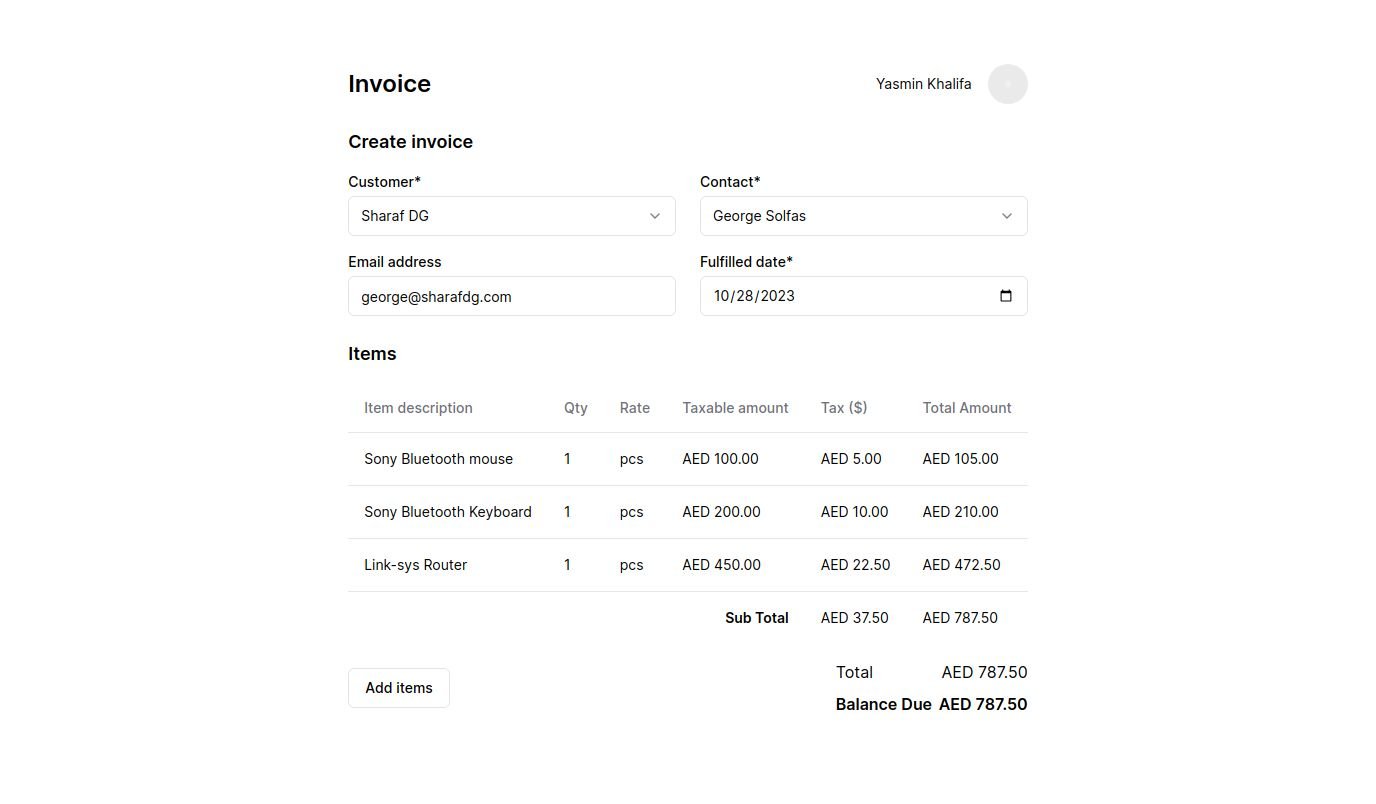 Invoice
Yasmin Khalifa
Create invoice
Customer* Contact*
Sharaf DG George Solfas
Email address Fulfilled date*
george@sharafdg.com 10/28/2023
Items
Item description Qty Rate Taxable amount Tax ($) Total Amount
Sony Bluetooth mouse 1 pcs AED 100.00 AED 5.00 AED 105.00
Sony Bluetooth Keyboard 1 pcs AED 200.00 AED 10.00 AED 210.00
Link-sys Router 1 pcs AED 450.00 AED 22.50 AED 472.50
Sub Total AED 37.50 AED 787.50
Add items
Total AED 787.50
Balance Due AED 787.50